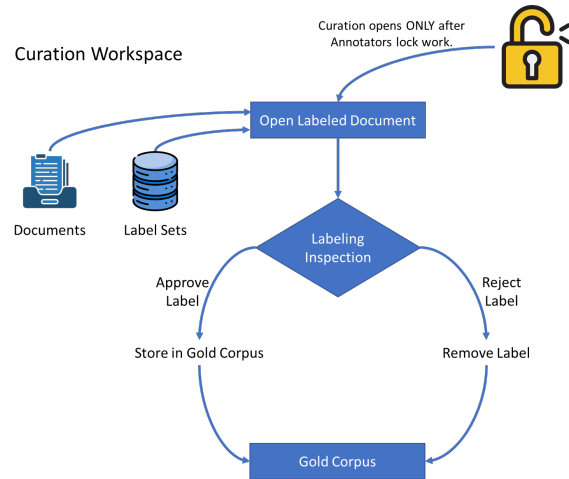 Curation opens ONLY after
Annotators lock work.
Curation Workspace
Open Labeled Document
Documents
Label Sets
Labeling
Inspection
Approve
Label
Reject
Label
Store in Gold Corpus
Remove Label
Gold Corpus